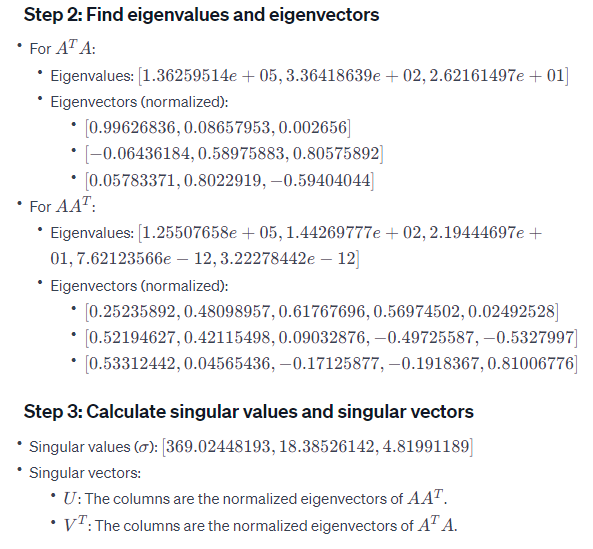 Step 2: Find eigenvalues and eigenvectors
• For A^T A:
• Eigenvalues: [1.36259514e + 05, 3.36418639e + 02, 2.62161497e + 01]
• Eigenvectors (normalized):
• [0.99626836, 0.08657953, 0.002656]
• [−0.06436184, 0.58975883, 0.80575892]
• [0.05783371, 0.8022919, −0.59404044]
• For AA^T:
• Eigenvalues: [1.25507658e + 05, 1.44269777e + 02, 2.19444697e +
01, 7.62123566e − 12, 3.22278442e − 12]
• Eigenvectors (normalized):
• [0.25235892, 0.48098957, 0.61767696, 0.56974502, 0.02492528]
• [0.52194627, 0.42115498, 0.09032876, −0.49725587, −0.5327997]
• [0.53312442, 0.04565436, −0.17125877, −0.1918367, 0.81006776]
Step 3: Calculate singular values and singular vectors
• Singular values (σ): [369.02448193, 18.38526142, 4.81991189]
• Singular vectors:
• U: The columns are the normalized eigenvectors of AA^T.
• V^T: The columns are the normalized eigenvectors of A^T A.